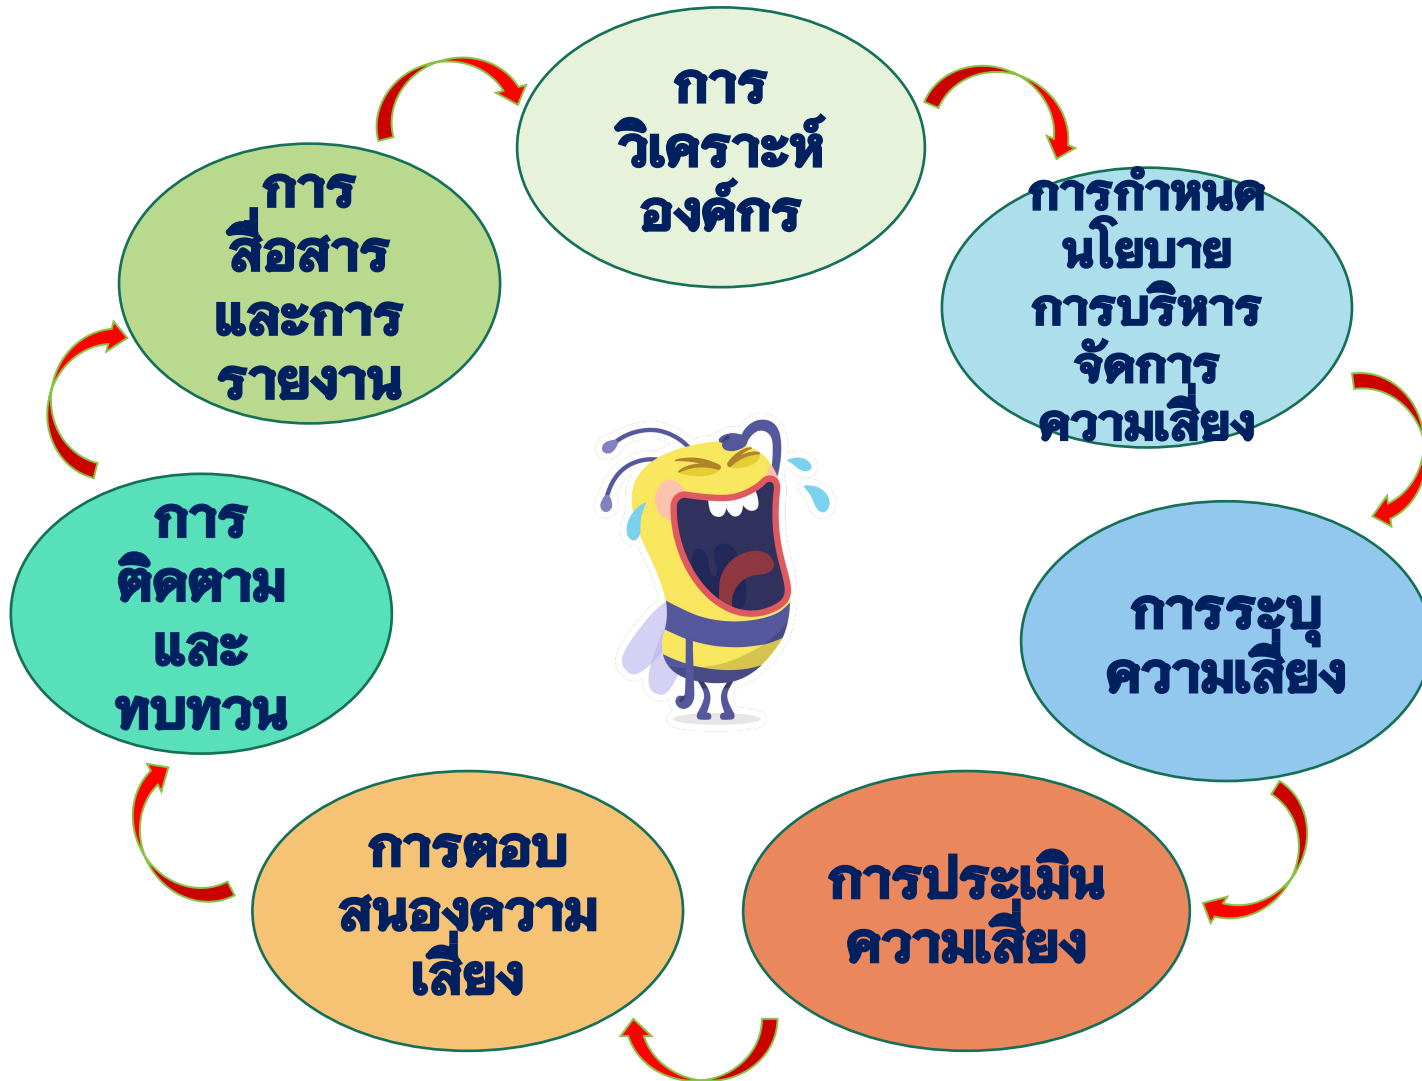 การ
วิเคราะห์
องค์กร
การกำหนด
นโยบาย
การบริหาร
จัดการ
ความเสี่ยง
การระบุ
ความเสี่ยง
การประเมิน
ความเสี่ยง
การตอบ
สนองความ
เสี่ยง
การ
ติดตาม
และ
ทบทวน
การ
สื่อสาร
และการ
รายงาน